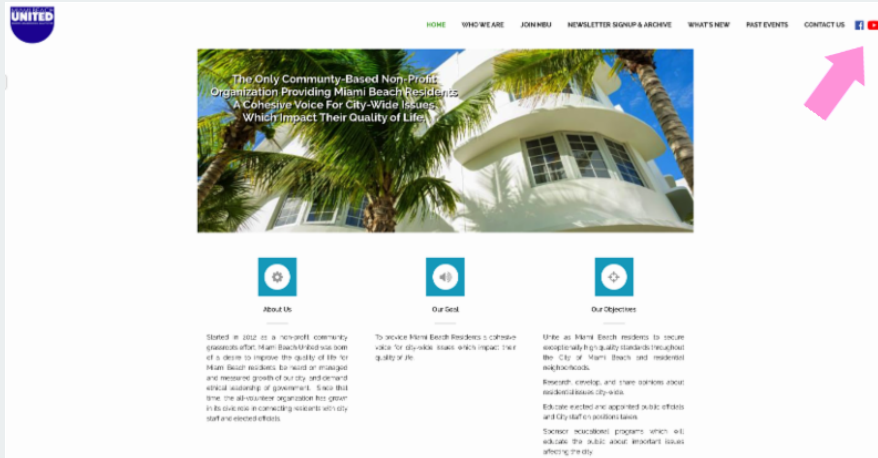 MIAMI BEACH
UNITED
HOME WHO WE ARE JOIN MBU NEWSLETTER SIGNUP & ARCHIVE WHAT'S NEW PAST EVENTS CONTACT US
The Only Communty-Based Non-Profit
Organization Providing Miami Beach Residents
A Cohesive Voice For City-Wide Issues,
Which Impact Their Quality of Life.
About Us
Started in 2012 as a non-profit community
grassroots effort, Miami Beach United was born
of a desire to improve the quality of life for
Miami Beach residents, be heard on managed
and measured growth of our city, and demand
ethical leadership of government. Since that
time, the all-volunteer organization has grown
in its civic role in connecting residents with city
staff and elected officials.
Our Goal
To provide Miami Beach Residents a cohesive
voice for city-wide issues which impact their
quality of life.
Our Objectives
Unite as Miami Beach residents to secure
exceptionally high quality standards throughout
the City of Miami Beach and residential
neighborhoods.
Research, develop, and share opinions about
residential issues city-wide.
Educate elected and appointed public officials
and City staff on positions taken.
Sponsor educational programs which will
educate the public about important issues
affecting the city.